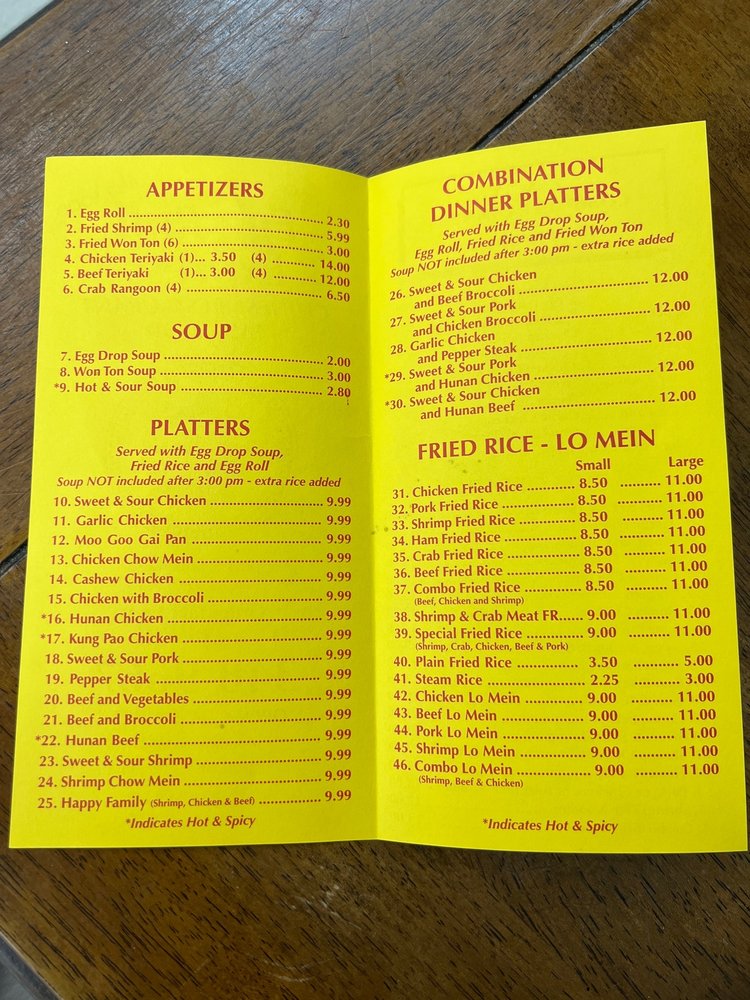 APPETIZERS
1. Egg Roll ........ 2.30
2. Fried Shrimp (4) ........ 5.99
3. Fried Won Ton (6) ........ 3.00
4. Chicken Teriyaki (1)... 3.50 (4) ........ 14.00
5. Beef Teriyaki (1)... 3.00 (4) ........ 12.00
6. Crab Rangoon (4) ........ 6.50
SOUP
7. Egg Drop Soup ........ 2.00
8. Won Ton Soup ........ 3.00
*9. Hot & Sour Soup ........ 2.80
PLATTERS
Served with Egg Drop Soup,
Fried Rice and Egg Roll
Soup NOT included after 3:00 pm - extra rice added
10. Sweet & Sour Chicken ........ 9.99
11. Garlic Chicken ........ 9.99
12. Moo Goo Gai Pan ........ 9.99
13. Chicken Chow Mein ........ 9.99
14. Cashew Chicken ........ 9.99
15. Chicken with Broccoli ........ 9.99
*16. Hunan Chicken ........ 9.99
*17. Kung Pao Chicken ........ 9.99
18. Sweet & Sour Pork ........ 9.99
19. Pepper Steak ........ 9.99
20. Beef and Vegetables ........ 9.99
21. Beef and Broccoli ........ 9.99
*22. Hunan Beef ........ 9.99
23. Sweet & Sour Shrimp ........ 9.99
24. Shrimp Chow Mein ........ 9.99
25. Happy Family (Shrimp, Chicken & Beef) ........ 9.99
*Indicates Hot & Spicy
COMBINATION
DINNER PLATTERS
Served with Egg Drop Soup,
Egg Roll, Fried Rice and Fried Won Ton
Soup NOT included after 3:00 pm - extra rice added
26. Sweet & Sour Chicken
and Beef Broccoli ........ 12.00
27. Sweet & Sour Pork
and Chicken Broccoli ........ 12.00
28. Garlic Chicken
and Pepper Steak ........ 12.00
*29. Sweet & Sour Pork
and Hunan Chicken ........ 12.00
*30. Sweet & Sour Chicken
and Hunan Beef ........ 12.00
FRIED RICE - LO MEIN
Small Large
31. Chicken Fried Rice ........ 8.50 ........ 11.00
32. Pork Fried Rice ........ 8.50 ........ 11.00
33. Shrimp Fried Rice ........ 8.50 ........ 11.00
34. Ham Fried Rice ........ 8.50 ........ 11.00
35. Crab Fried Rice ........ 8.50 ........ 11.00
36. Beef Fried Rice ........ 8.50 ........ 11.00
37. Combo Fried Rice ........ 8.50 ........ 11.00
(Beef, Chicken and Shrimp)
38. Shrimp & Crab Meat FR...... 9.00 ........ 11.00
39. Special Fried Rice ........ 9.00 ........ 11.00
(Shrimp, Crab, Chicken, Beef & Pork)
40. Plain Fried Rice ........ 3.50 ........ 5.00
41. Steam Rice ........ 2.25 ........ 3.00
42. Chicken Lo Mein ........ 9.00 ........ 11.00
43. Beef Lo Mein ........ 9.00 ........ 11.00
44. Pork Lo Mein ........ 9.00 ........ 11.00
45. Shrimp Lo Mein ........ 9.00 ........ 11.00
46. Combo Lo Mein ........ 9.00 ........ 11.00
(Shrimp, Beef & Chicken)
*Indicates Hot & Spicy